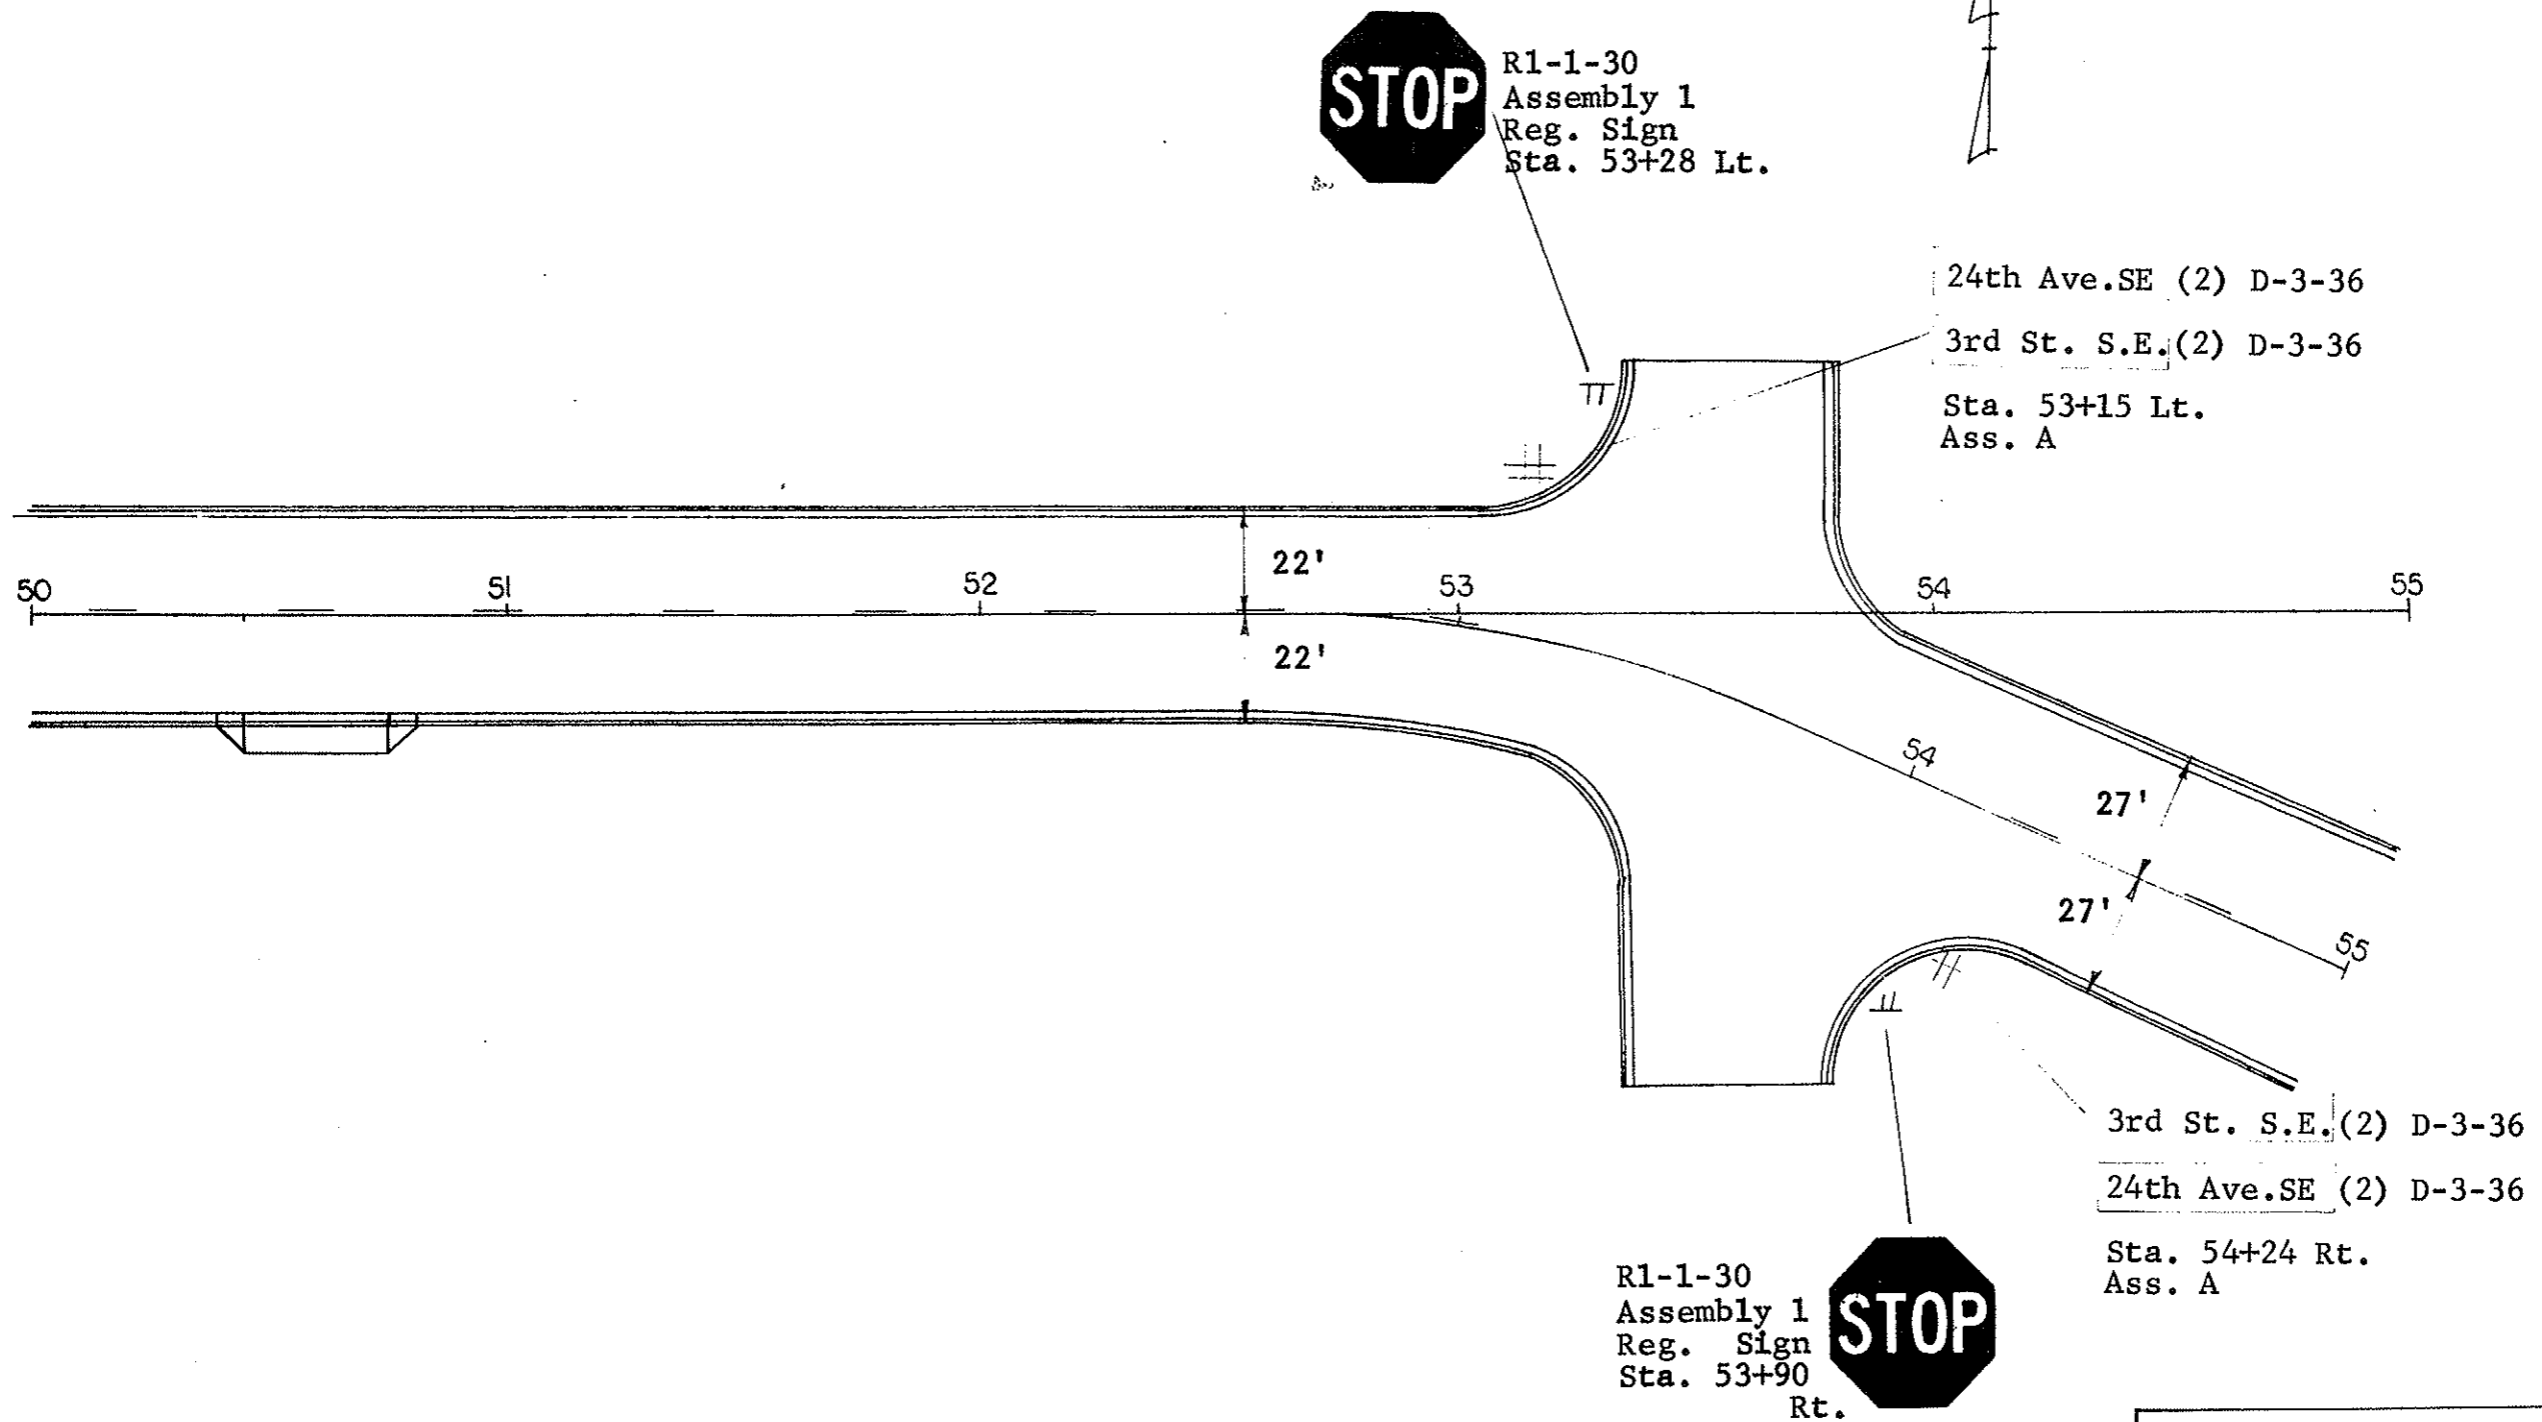 STOP
R1-1-30
Assembly 1
Reg. Sign
Sta. 53+28 Lt.
24th Ave.SE (2) D-3-36
3rd St. S.E.(2) D-3-36
Sta. 53+15 Lt.
Ass. A
22'
50
51
52
53
54
55
22'
54
27'
27'
55
3rd St. S.E.(2) D-3-36
24th Ave.SE (2) D-3-36
Sta. 54+24 Rt.
Ass. A
R1-1-30
Assembly 1
Reg. Sign
Sta. 53+90
Rt.
STOP